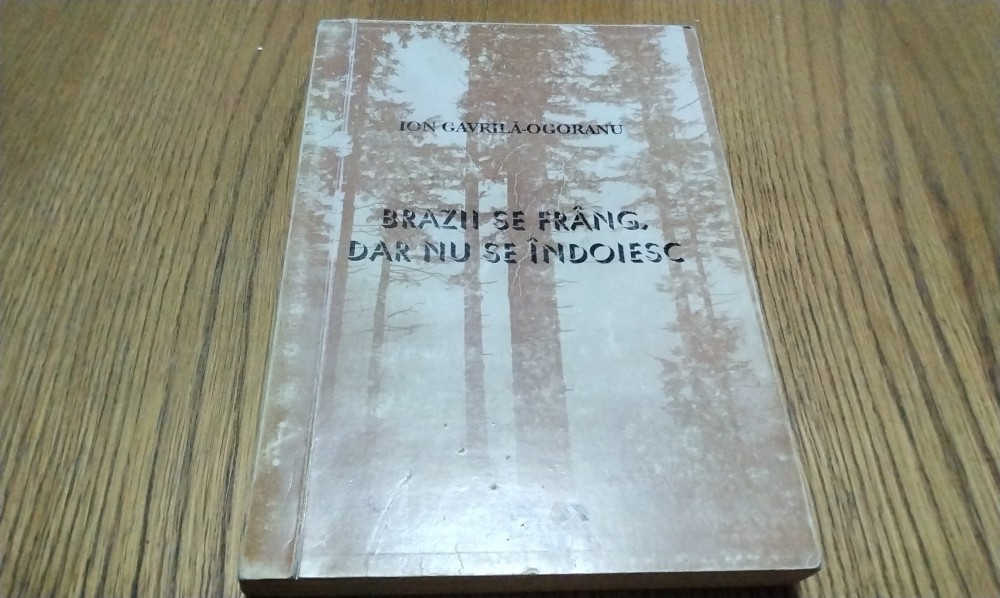 ION GAVRILĂ-OGORANU
BRAZII SE FRÂNG,
DAR NU SE ÎNDOIESC